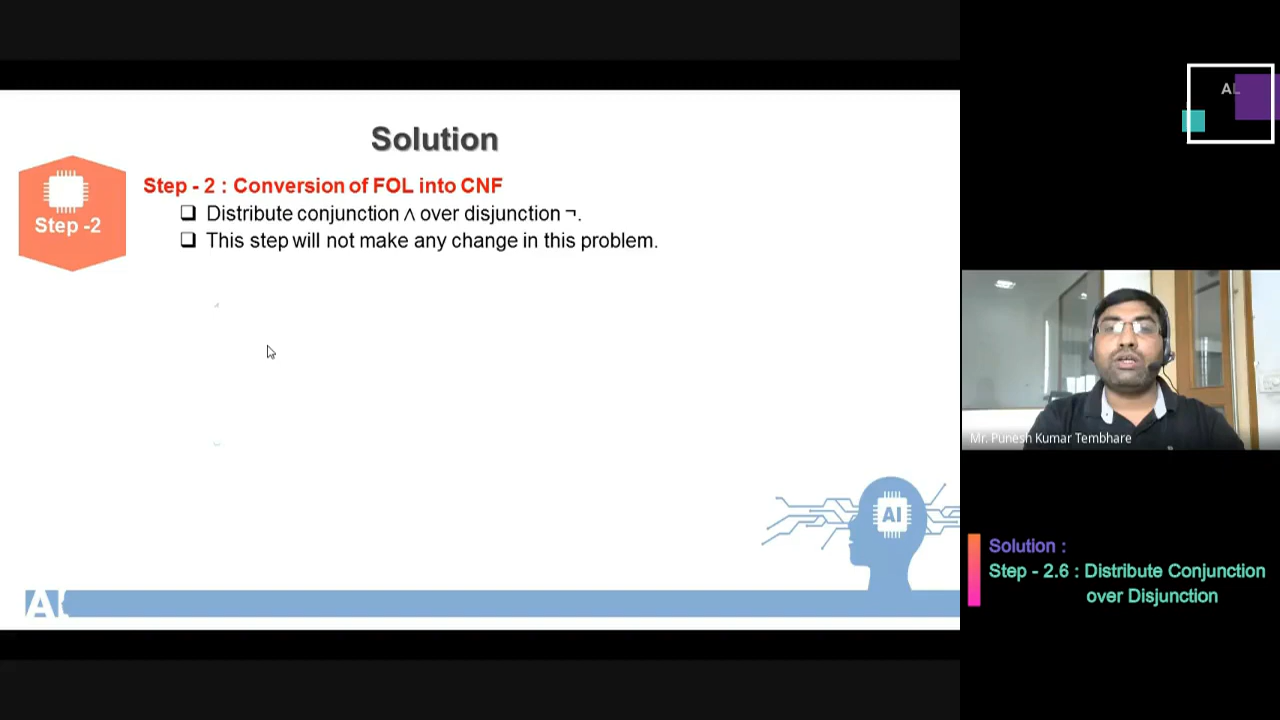 Solution
Step -2
Step - 2 : Conversion of FOL into CNF
❑ Distribute conjunction ∧ over disjunction ¬.
❑ This step will not make any change in this problem.
AI
AL
Mr. Punesh Kumar Tembhare
Solution :
Step - 2.6 : Distribute Conjunction
over Disjunction